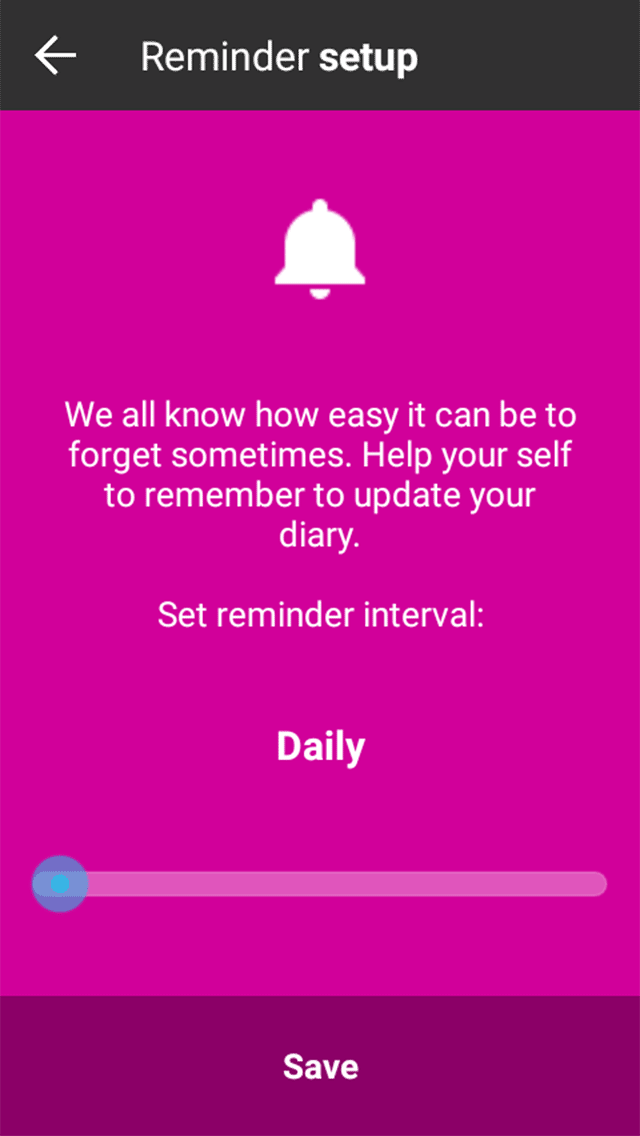 Reminder setup
We all know how easy it can be to
forget sometimes. Help your self
to remember to update your
diary.
Set reminder interval:
Daily
Save